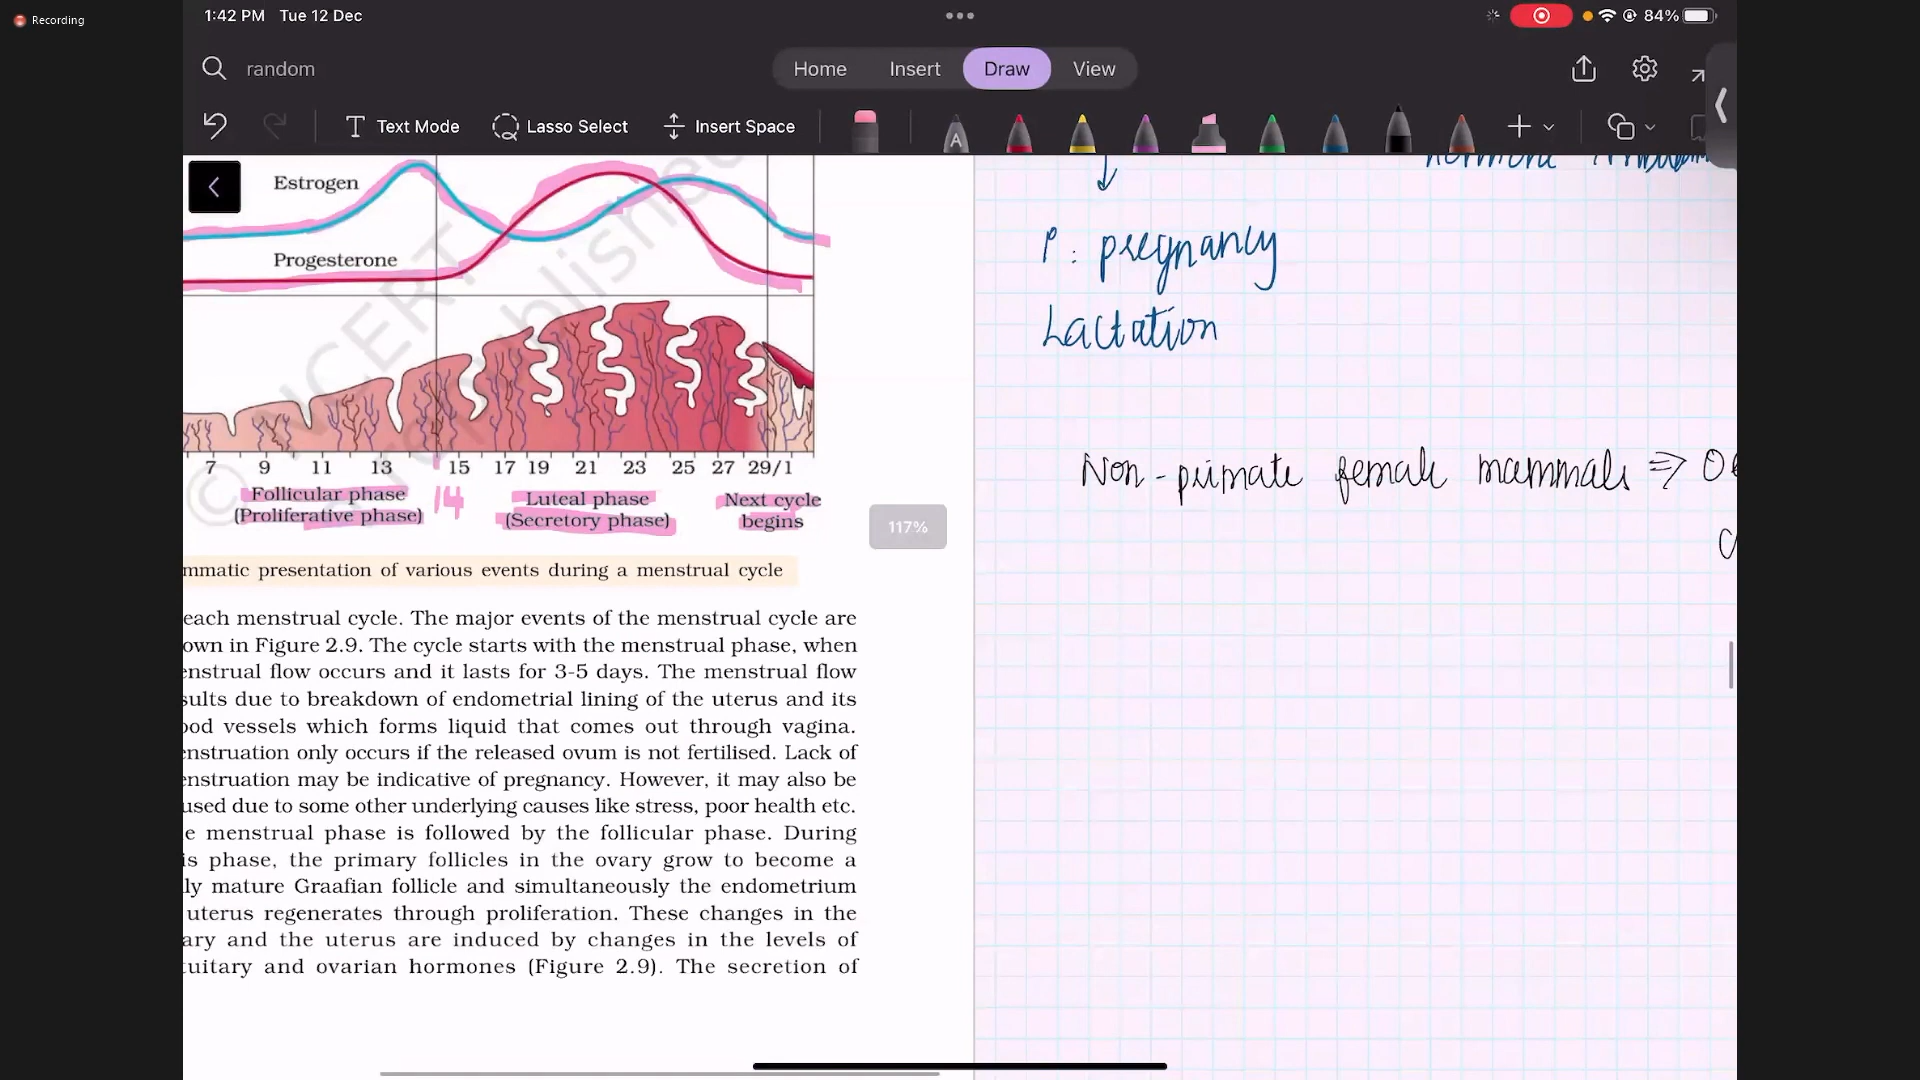 Recording
1:42 PM Tue 12 Dec
84%
random
Home Insert Draw View
Text Mode Lasso Select Insert Space
A
Estrogen
Progesterone
© NCERT
7 9 11 13 15 17 19 21 23 25 27 29/1
Follicular phase
(Proliferative phase)
14
Luteal phase
(Secretory phase)
Next cycle
begins
117%
mmatic presentation of various events during a menstrual cycle
each menstrual cycle. The major events of the menstrual cycle are
own in Figure 2.9. The cycle starts with the menstrual phase, when
enstrual flow occurs and it lasts for 3-5 days. The menstrual flow
sults due to breakdown of endometrial lining of the uterus and its
ood vessels which forms liquid that comes out through vagina.
enstruation only occurs if the released ovum is not fertilised. Lack of
enstruation may be indicative of pregnancy. However, it may also be
used due to some other underlying causes like stress, poor health etc.
e menstrual phase is followed by the follicular phase. During
is phase, the primary follicles in the ovary grow to become a
lly mature Graafian follicle and simultaneously the endometrium
uterus regenerates through proliferation. These changes in the
ary and the uterus are induced by changes in the levels of
tuitary and ovarian hormones (Figure 2.9). The secretion of
hormone
P: pregnancy
Lactation
Non-primate female mammals ⇒